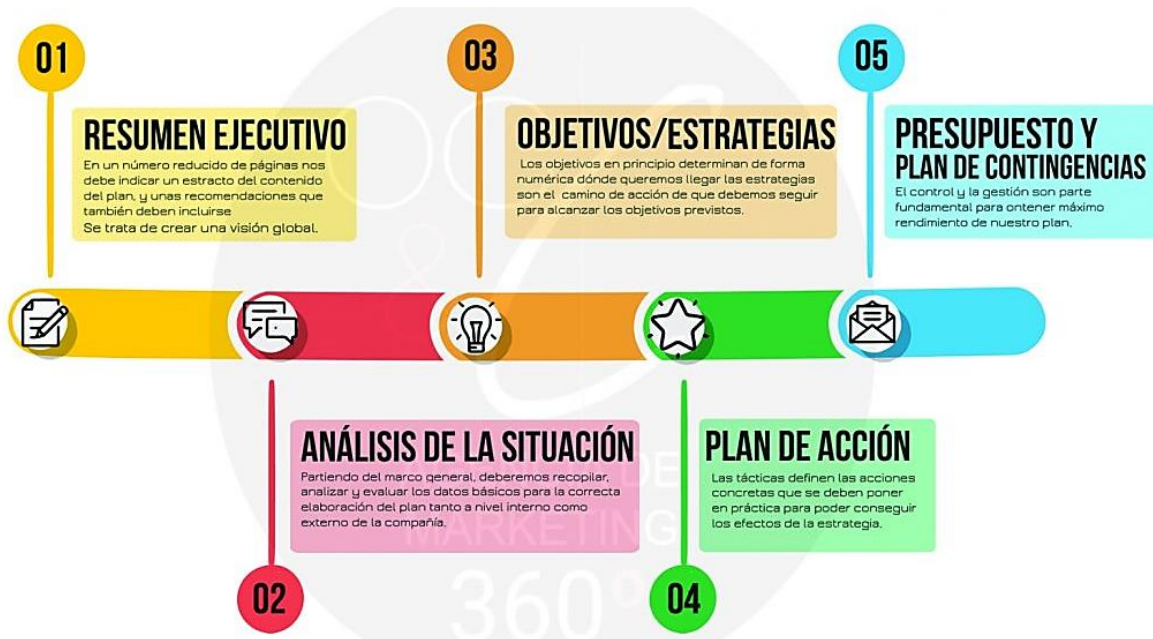 01
RESUMEN EJECUTIVO
En un número reducido de páginas nos
debe indicar un estracto del contenido
del plan, y unas recomendaciones que
también deben incluirse
Se trata de crear una visión global.
02
ANÁLISIS DE LA SITUACIÓN
Partiendo del marco general, deberemos recopilar,
analizar y evaluar los datos básicos para la correcta
elaboración del plan tanto a nivel interno como
externo de la compañía.
03
OBJETIVOS/ESTRATEGIAS
Los objetivos en principio determinan de forma
numérica dónde queremos llegar las estrategias
son el camino de acción de que debemos seguir
para alcanzar los objetivos previstos.
04
PLAN DE ACCIÓN
Las tácticas definen las acciones
concretas que se deben poner
en práctica para poder conseguir
los efectos de la estrategia.
05
PRESUPUESTO Y
PLAN DE CONTINGENCIAS
El control y la gestión son parte
fundamental para ontener máximo
rendimiento de nuestro plan.
DE
MARKETING
360º